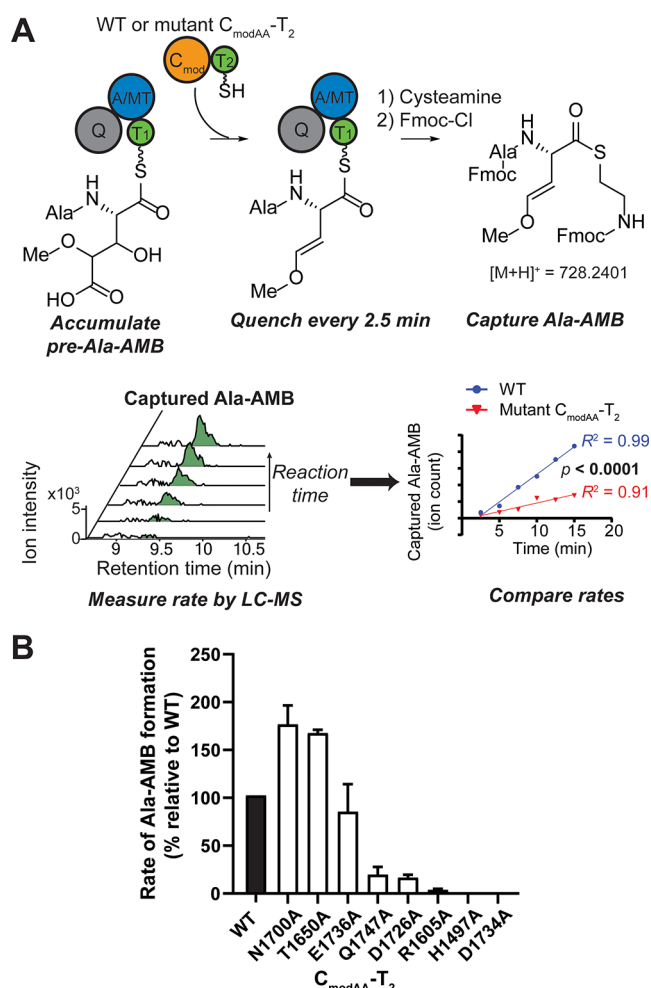 A
WT or mutant CmodAA-T2
Cmod
T2
SH
A/MT
Q
T1
S
H
N
Ala
O
MeO
OH
HO
O
Accumulate
pre-Ala-AMB
A/MT
Q
T1
S
H
N
Ala
O
O
Me
Quench every 2.5 min
1) Cysteamine
2) Fmoc-Cl
H
N
O
Ala
S
Fmoc
O
Me
NH
Fmoc
[M+H]+ = 728.2401
Capture Ala-AMB
Captured Ala-AMB
Ion intensity
x10³
5
0
9 9.5 10 10.5
Retention time (min)
Reaction
time
Measure rate by LC-MS
WT
Mutant CmodAA-T2
Captured Ala-AMB
(ion count)
R² = 0.99
p < 0.0001
R² = 0.91
5 10 15 20
Time (min)
Compare rates
B
Rate of Ala-AMB formation
(% relative to WT)
250
200
150
100
50
0
WT
N1700A
T1650A
E1736A
Q1747A
D1726A
R1605A
H1497A
D1734A
CmodAA-T2